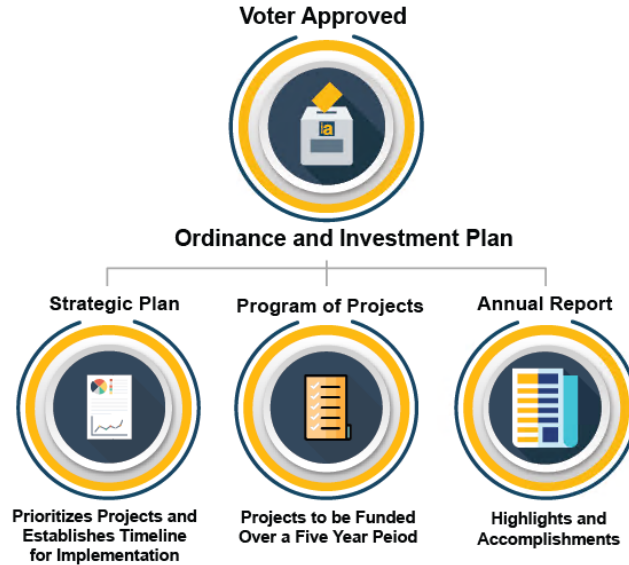 Voter Approved
a
Ordinance and Investment Plan
Strategic Plan
Program of Projects
Annual Report
Prioritizes Projects and
Establishes Timeline
for Implementation
Projects to be Funded
Over a Five Year Peiod
Highlights and
Accomplishments